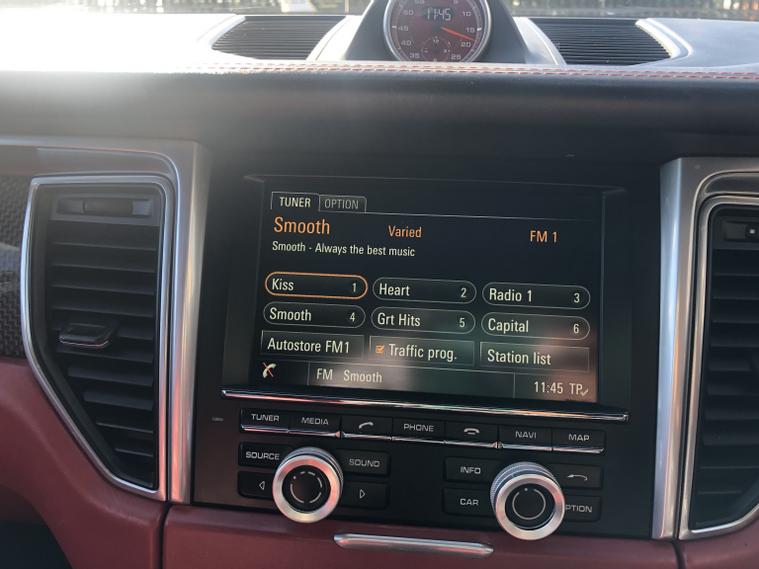 11:45
TUNER OPTION
Smooth Varied FM 1
Smooth - Always the best music
Kiss 1 Heart 2 Radio 1 3
Smooth 4 Grt Hits 5 Capital 6
Autostore FM1 Traffic prog. Station list
FM Smooth 11:45 TP
TUNER MEDIA PHONE NAVI MAP
SOURCE SOUND INFO
CAR OPTION